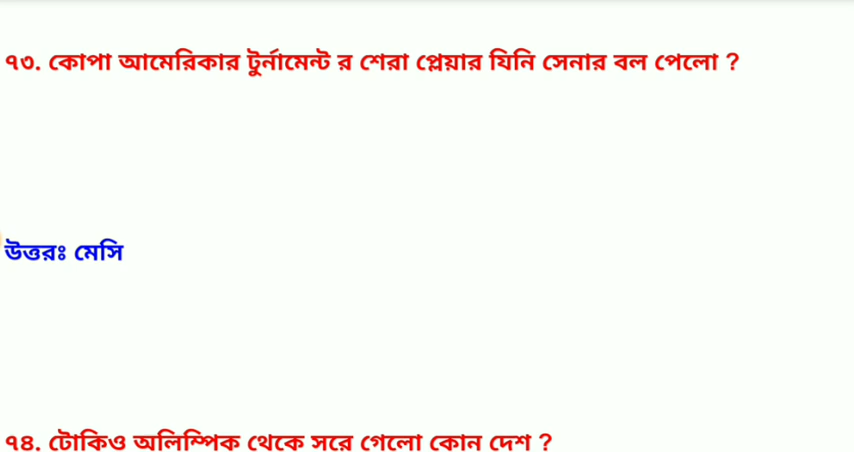 ৭৩. কোপা আমেরিকার টুর্নামেন্ট র শেরা প্লেয়ার যিনি সেনার বল পেলো ?
উত্তরঃ মেসি
৭৪. টোকিও অলিম্পিক থেকে সরে গেলো কোন দেশ ?